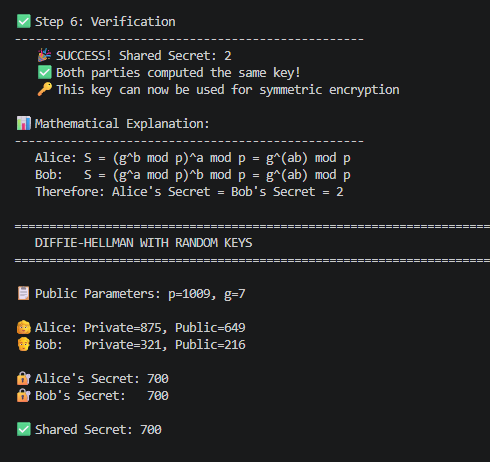 ✅ Step 6: Verification
--------------------------------------------------
🎉 SUCCESS! Shared Secret: 2
✅ Both parties computed the same key!
🔑 This key can now be used for symmetric encryption
📊 Mathematical Explanation:
--------------------------------------------------
Alice: S = (g^b mod p)^a mod p = g^(ab) mod p
Bob:   S = (g^a mod p)^b mod p = g^(ab) mod p
Therefore: Alice's Secret = Bob's Secret = 2
====================================================================
DIFFIE-HELLMAN WITH RANDOM KEYS
====================================================================
📋 Public Parameters: p=1009, g=7
👩 Alice: Private=875, Public=649
👨 Bob:   Private=321, Public=216
🔐 Alice's Secret: 700
🔐 Bob's Secret:   700
✅ Shared Secret: 700